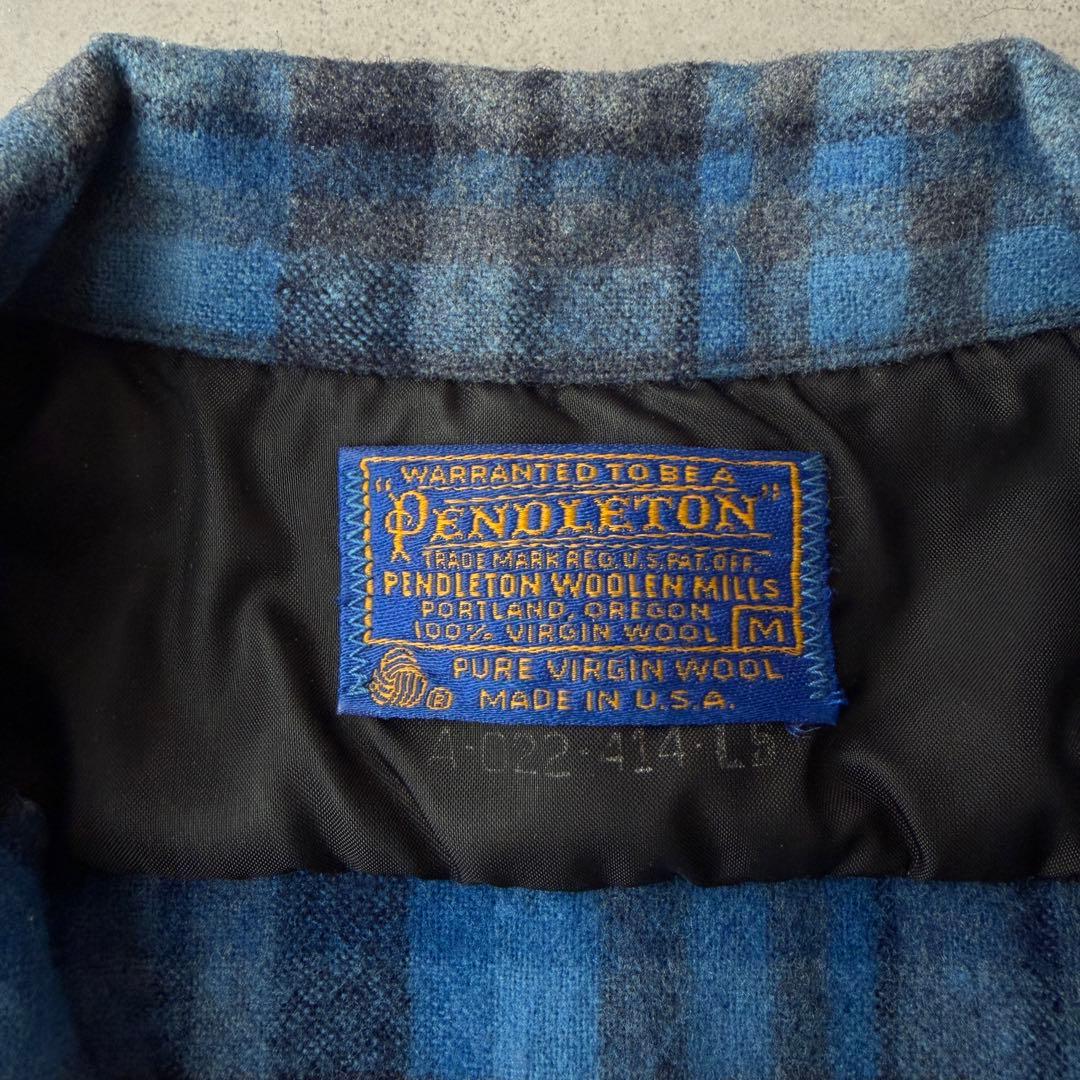 WARRANTED TO BE A
"PENDLETON"
TRADE MARK REG. U.S. PAT. OFF.
PENDLETON WOOLEN MILLS
PORTLAND, OREGON
100% VIRGIN WOOL M
PURE VIRGIN WOOL
® MADE IN U.S.A.
A-022-414-L5